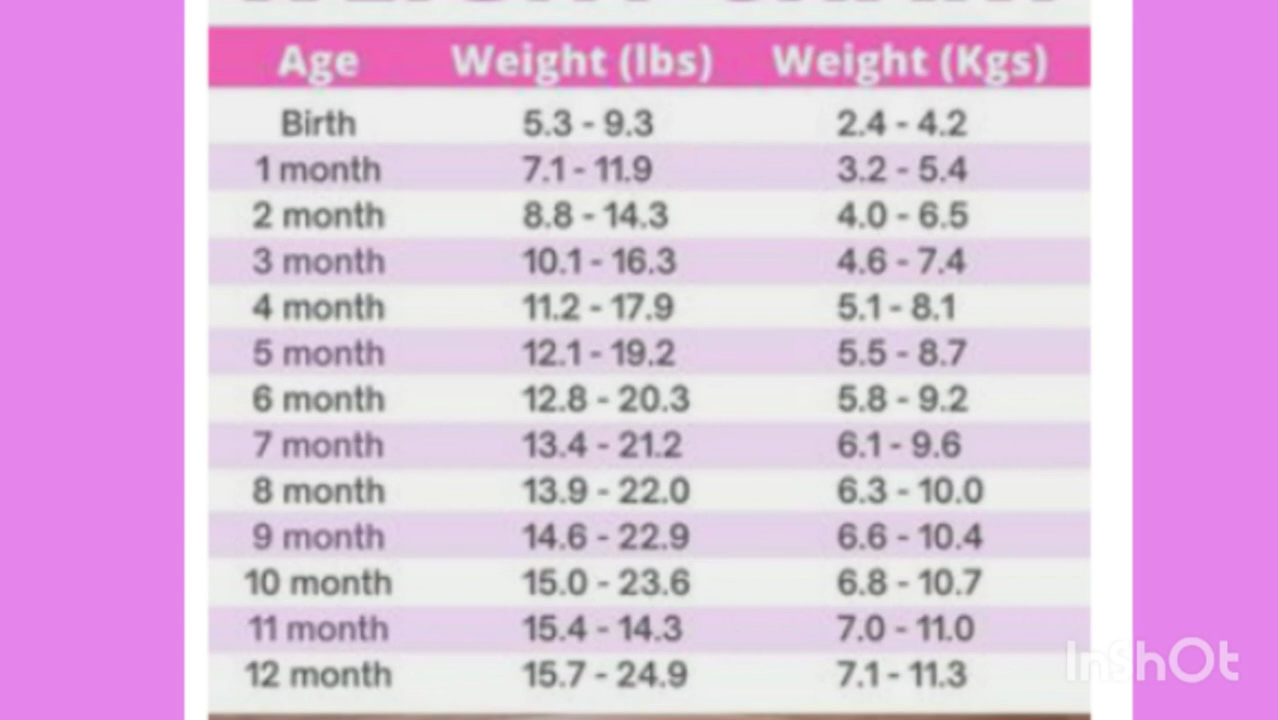 Age Weight (lbs) Weight (Kgs)
Birth 5.3 - 9.3 2.4 - 4.2
1 month 7.1 - 11.9 3.2 - 5.4
2 month 8.8 - 14.3 4.0 - 6.5
3 month 10.1 - 16.3 4.6 - 7.4
4 month 11.2 - 17.9 5.1 - 8.1
5 month 12.1 - 19.2 5.5 - 8.7
6 month 12.8 - 20.3 5.8 - 9.2
7 month 13.4 - 21.2 6.1 - 9.6
8 month 13.9 - 22.0 6.3 - 10.0
9 month 14.6 - 22.9 6.6 - 10.4
10 month 15.0 - 23.6 6.8 - 10.7
11 month 15.4 - 14.3 7.0 - 11.0
12 month 15.7 - 24.9 7.1 - 11.3
InShOt